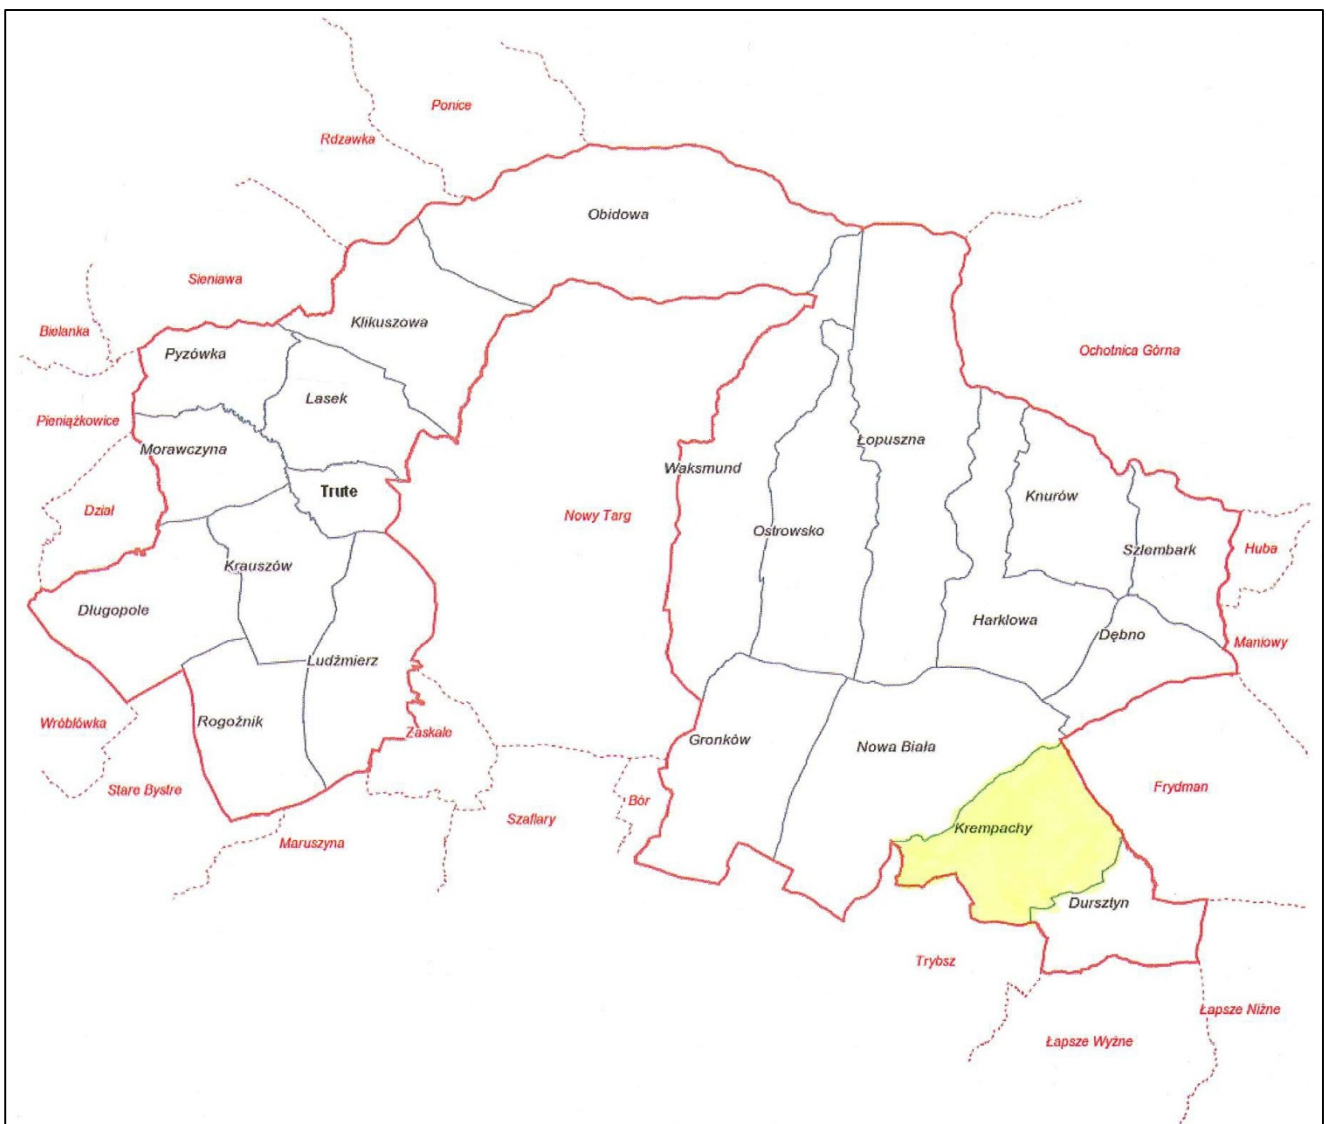 Ponice
Rdzawka
Obidowa
Sieniawa
Klikuszowa
Bielanka
Pyzówka
Ochotnica Górna
Lasek
Pieniążkowice
Morawczyna
Łopuszna
Waksmund
Trute
Knurów
Dział
Nowy Targ
Ostrowsko
Szlembark
Huba
Krauszów
Długopole
Harklowa
Dębno
Maniowy
Ludźmierz
Wróblówka
Rogoźnik
Zaskale
Gronków
Nowa Biała
Stare Bystre
Frydman
Bór
Szaflary
Krempachy
Maruszyna
Dursztyn
Trybsz
Łapsze Niżne
Łapsze Wyżne